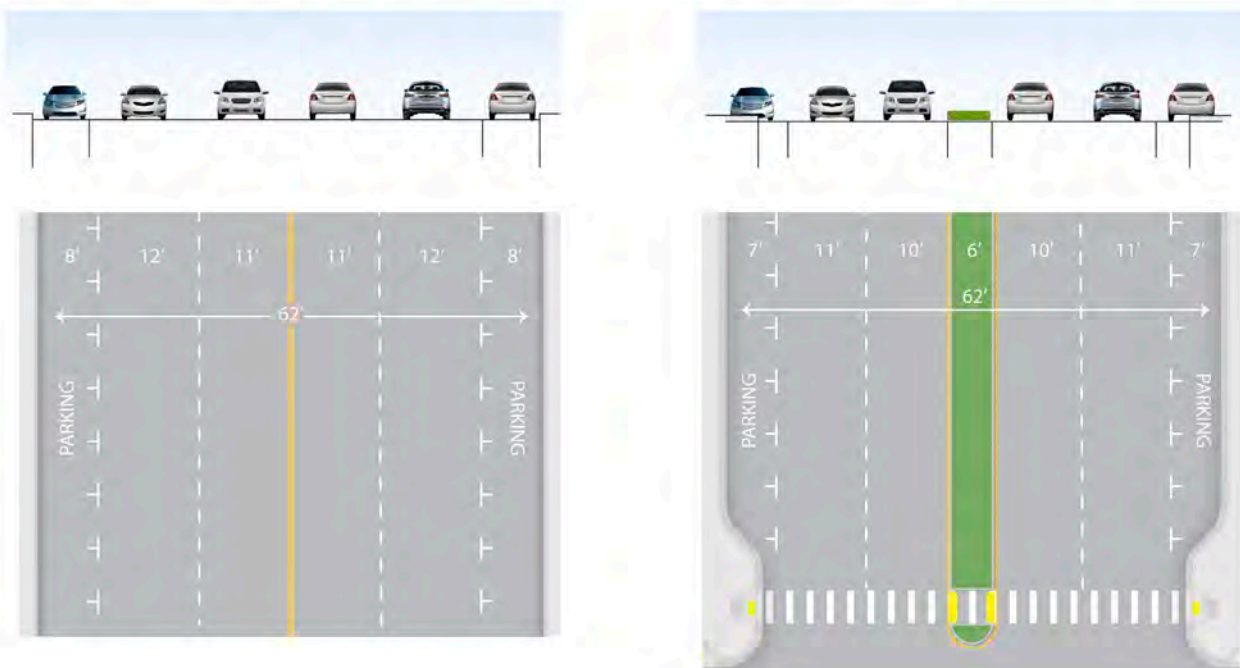 8' 12' 11' 11' 12' 8'
62'
PARKING
PARKING
7' 11' 10' 6' 10' 11' 7'
62'
PARKING
PARKING